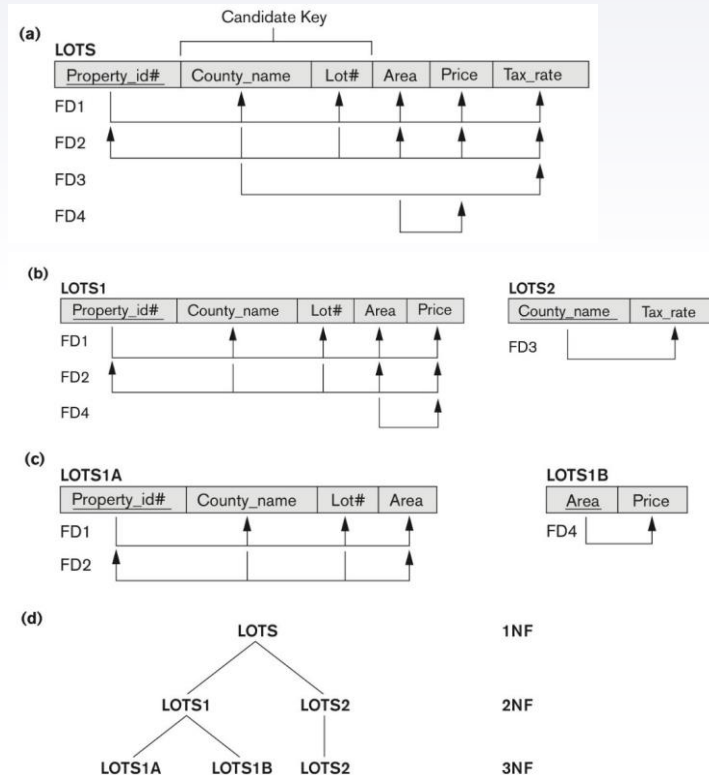 Candidate Key
(a)
LOTS
Property_id# County_name Lot# Area Price Tax_rate
FD1
FD2
FD3
FD4
(b)
LOTS1
Property_id# County_name Lot# Area Price
FD1
FD2
FD4
LOTS2
County_name Tax_rate
FD3
(c)
LOTS1A
Property_id# County_name Lot# Area
FD1
FD2
LOTS1B
Area Price
FD4
(d)
LOTS 1NF
LOTS1 LOTS2 2NF
LOTS1A LOTS1B LOTS2 3NF